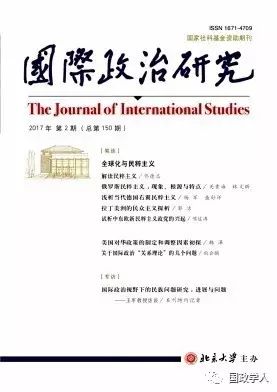 ISSN 1671-4709
国家社科基金资助期刊
國際政治研究
The Journal of International Studies
2017年 第2期（总第150期）
[专题]
全球化与民粹主义
解读民粹主义
俄罗斯民粹主义：现象、根源与特点
浅析当代德国右翼民粹主义
拉丁美洲的民众主义探析
试析中东欧新民粹主义政党的兴起
美国对华政策的制定和调整因素初探
关于国际政治“关系理论”的几个问题
国际政治视野下的民族问题研究：进展与问题
北京大学 主办
国政学人